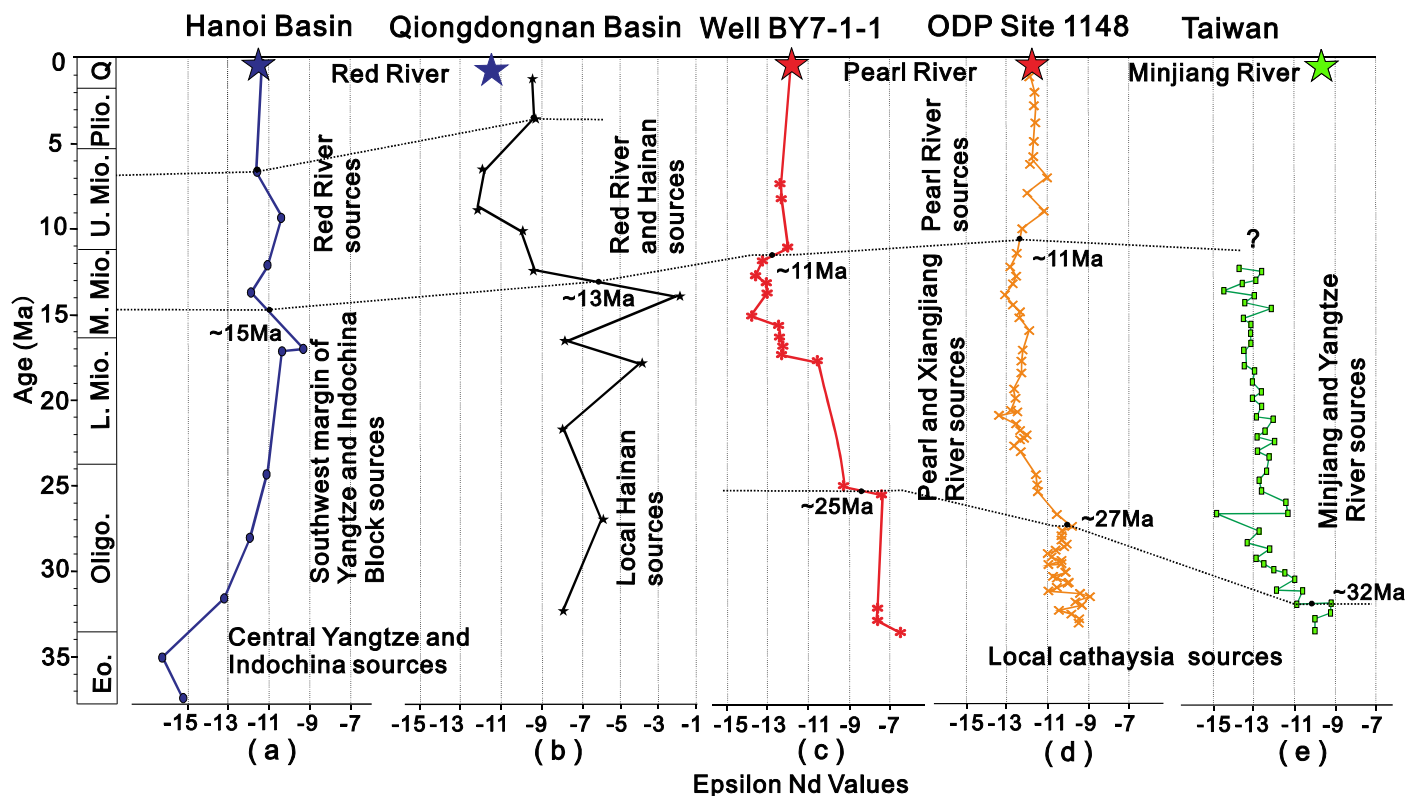 Hanoi Basin
Qiongdongnan Basin
Well BY7-1-1
ODP Site 1148
Taiwan
Red River
Pearl River
Minjiang River
Age (Ma)
0
5
10
15
20
25
30
35
Q
Plio.
U. Mio.
M. Mio.
L. Mio.
Oligo.
Eo.
Red River
sources
~15Ma
Southwest margin of
Yangtze and Indochina
Block sources
Central Yangtze and
Indochina sources
Red River
and Hainan
sources
~13Ma
Local Hainan
sources
~11Ma
~25Ma
Pearl River
sources
Pearl and Xiangjiang
River sources
~11Ma
~27Ma
Local cathaysia sources
?
Minjiang and Yangtze
River sources
~32Ma
-15 -13 -11 -9 -7
-15 -11 -9 -5 -1
-15 -13 -11 -9 -7
-15 -13 -11 -9 -7
-15 -11 -9 -7
(a)
(b)
(c)
(d)
(e)
Epsilon Nd Values